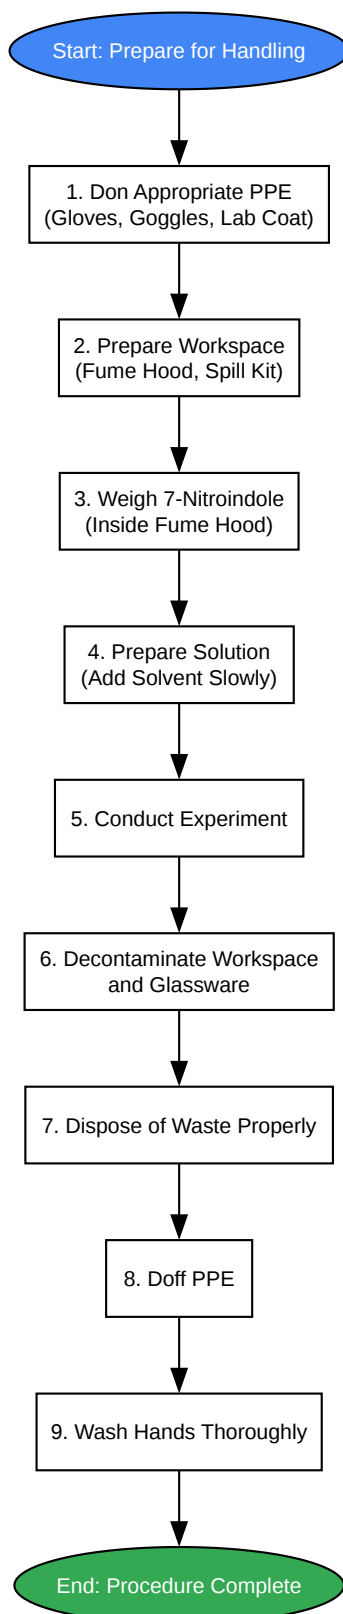 Start: Prepare for Handling
1. Don Appropriate PPE
(Gloves, Goggles, Lab Coat)
2. Prepare Workspace
(Fume Hood, Spill Kit)
3. Weigh 7-Nitroindole
(Inside Fume Hood)
4. Prepare Solution
(Add Solvent Slowly)
5. Conduct Experiment
6. Decontaminate Workspace
and Glassware
7. Dispose of Waste Properly
8. Doff PPE
9. Wash Hands Thoroughly
End: Procedure Complete